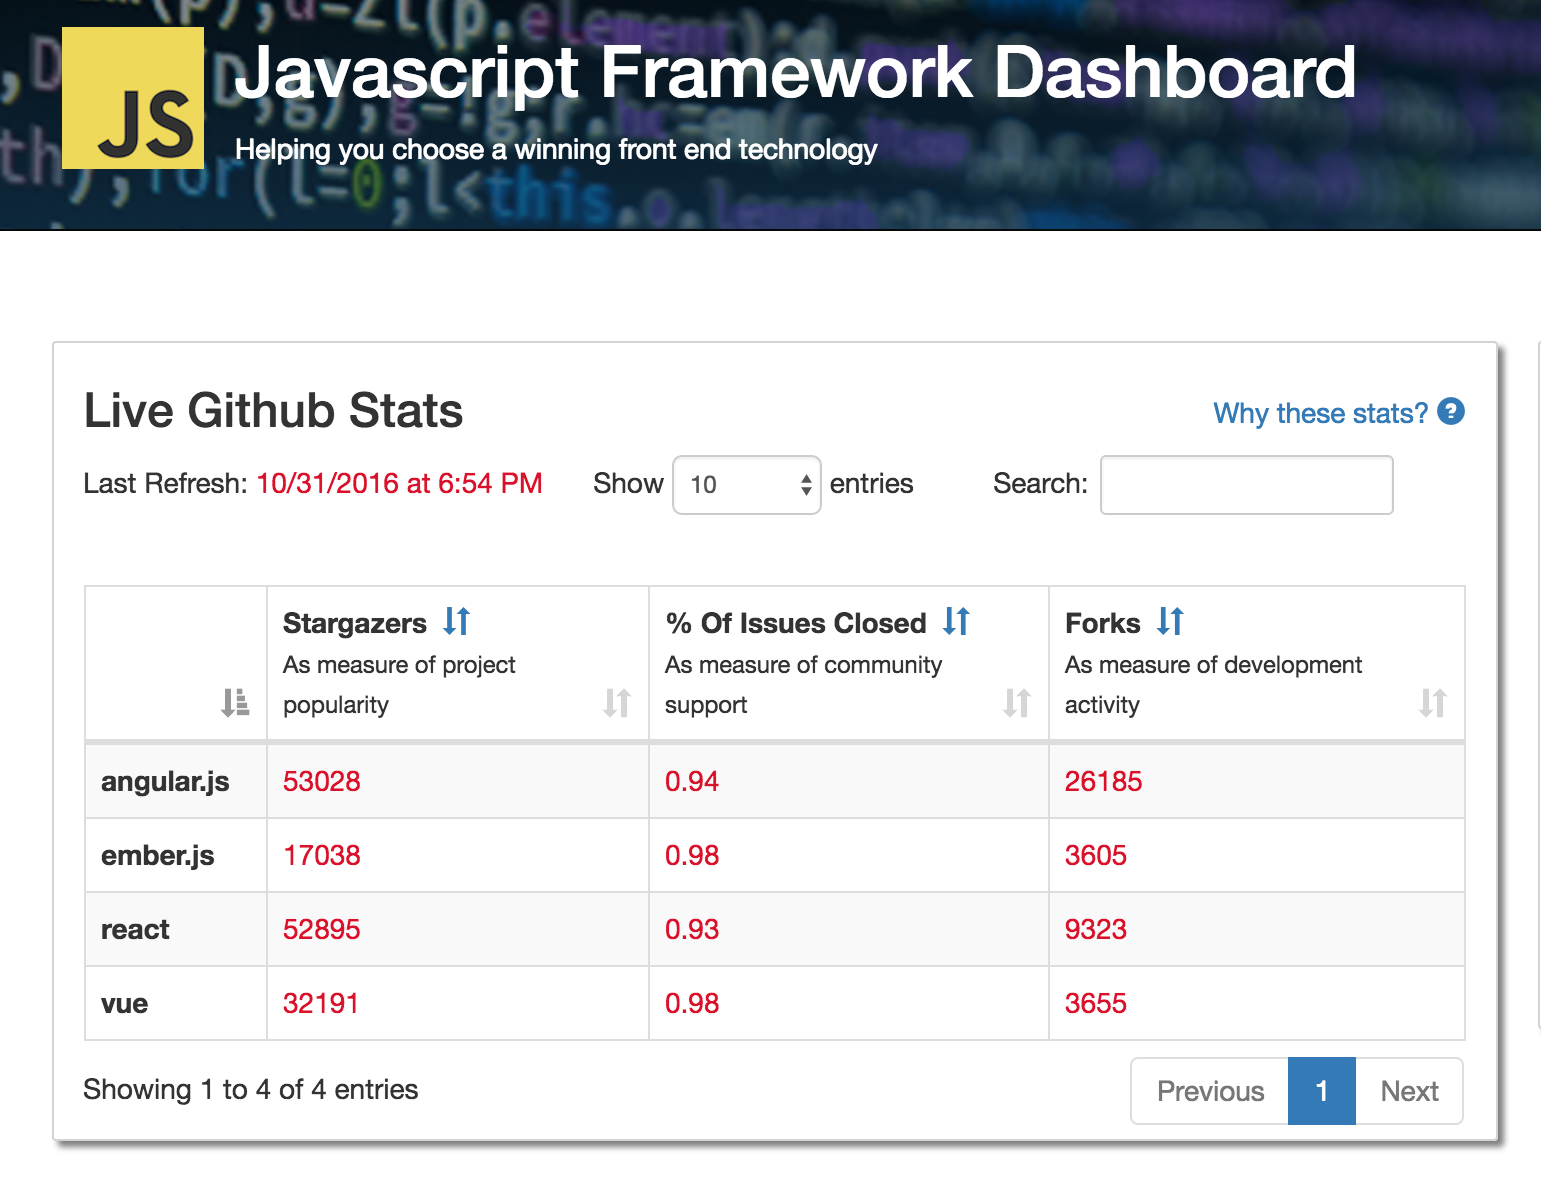 JS
Javascript Framework Dashboard
Helping you choose a winning front end technology
Live Github Stats
Why these stats? ?
Last Refresh: 10/31/2016 at 6:54 PM Show 10 entries Search:
Stargazers % Of Issues Closed Forks
As measure of project As measure of community As measure of development
popularity support activity
angular.js 53028 0.94 26185
ember.js 17038 0.98 3605
react 52895 0.93 9323
vue 32191 0.98 3655
Showing 1 to 4 of 4 entries Previous 1 Next